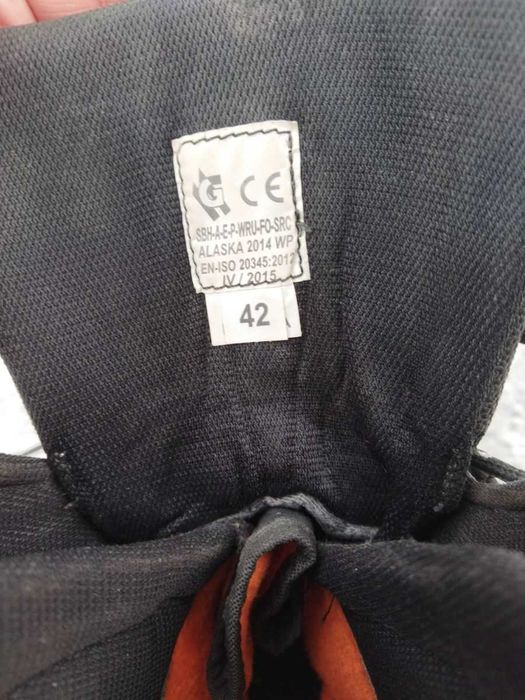 G CE
SBH-A-E-P-WRU-FO-SRC
ALASKA 2014 WP
EN-ISO 20345:2012
IV / 2015
42